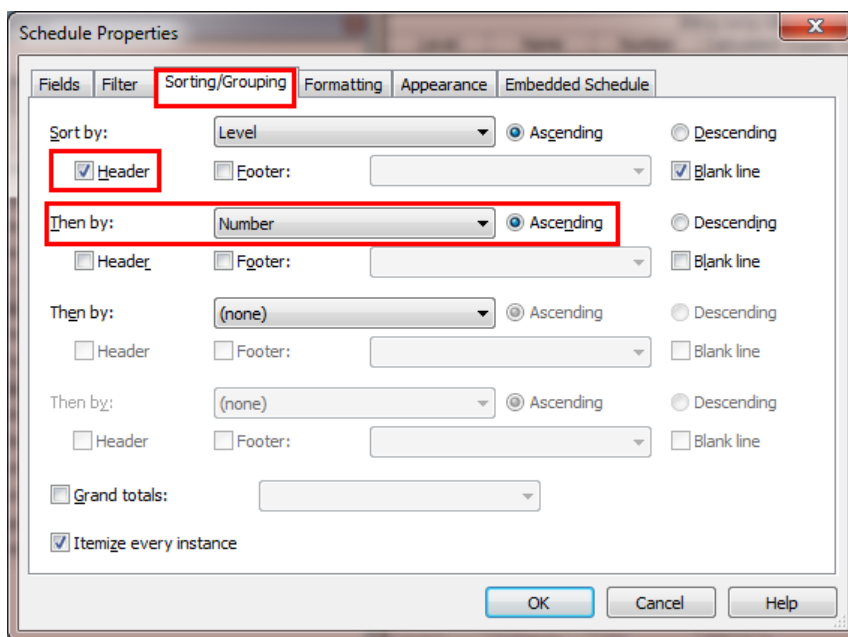 Schedule Properties
Fields Filter Sorting/Grouping Formatting Appearance Embedded Schedule
Sort by: Level Ascending Descending
Header Footer: Blank line
Then by: Number Ascending Descending
Header Footer: Blank line
Then by: (none) Ascending Descending
Header Footer: Blank line
Then by: (none) Ascending Descending
Header Footer: Blank line
Grand totals:
Itemize every instance
OK Cancel Help